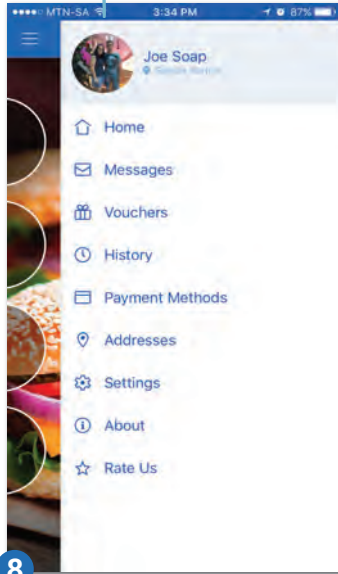 MTN-SA 3:34 PM 87%
Joe Soap
Home
Messages
Vouchers
History
Payment Methods
Addresses
Settings
About
Rate Us
8